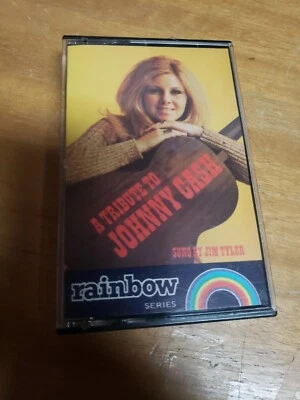 A TRIBUTE TO
JOHNNY CASH
SUNG BY JIM TYLER
rainbow
SERIES